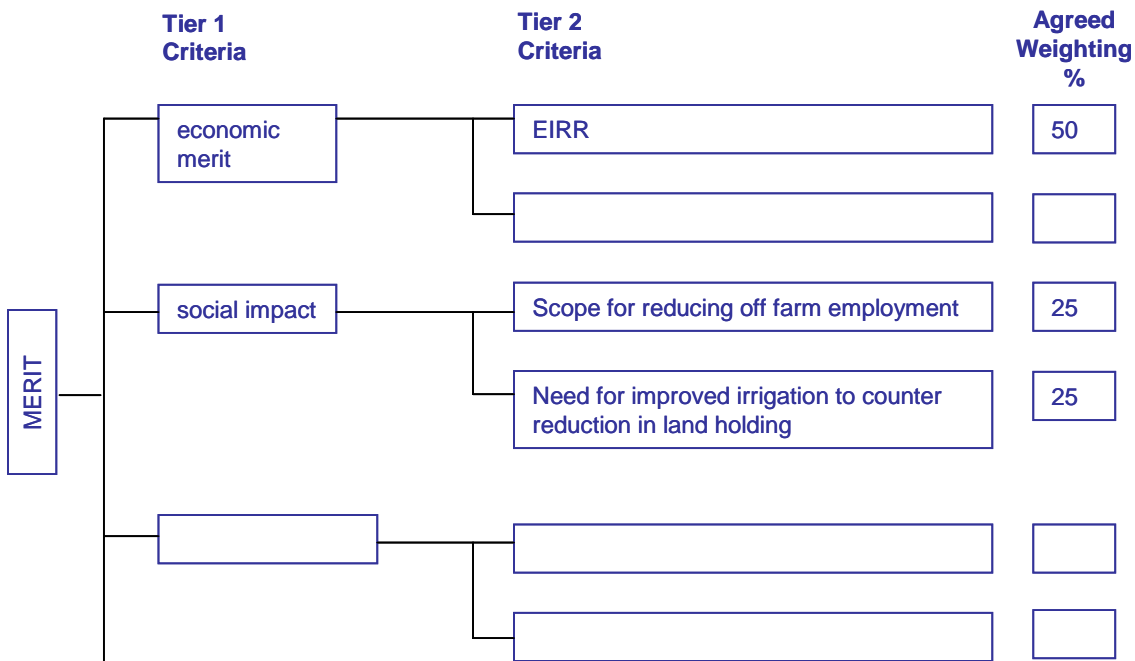 Tier 1
Criteria
Tier 2
Criteria
Agreed
Weighting
%
economic
merit
EIRR
50
social impact
Scope for reducing off farm employment
25
MERIT
Need for improved irrigation to counter
reduction in land holding
25